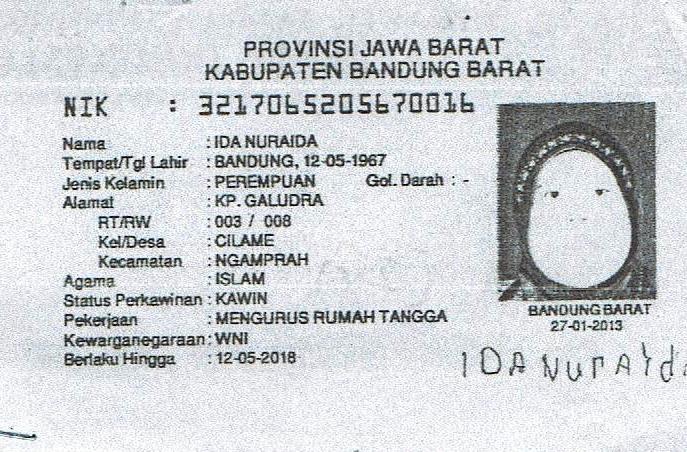 PROVINSI JAWA BARAT
KABUPATEN BANDUNG BARAT
NIK : 3217065205670016
Nama : IDA NURAIDA
Tempat/Tgl Lahir : BANDUNG, 12-05-1967
Jenis Kelamin : PEREMPUAN Gol. Darah : -
Alamat : KP. GALUDRA
RT/RW : 003 / 008
Kel/Desa : CILAME
Kecamatan : NGAMPRAH
Agama : ISLAM
Status Perkawinan : KAWIN
Pekerjaan : MENGURUS RUMAH TANGGA
Kewarganegaraan : WNI
Berlaku Hingga : 12-05-2018
BANDUNG BARAT
27-01-2013
IDA NurAYda